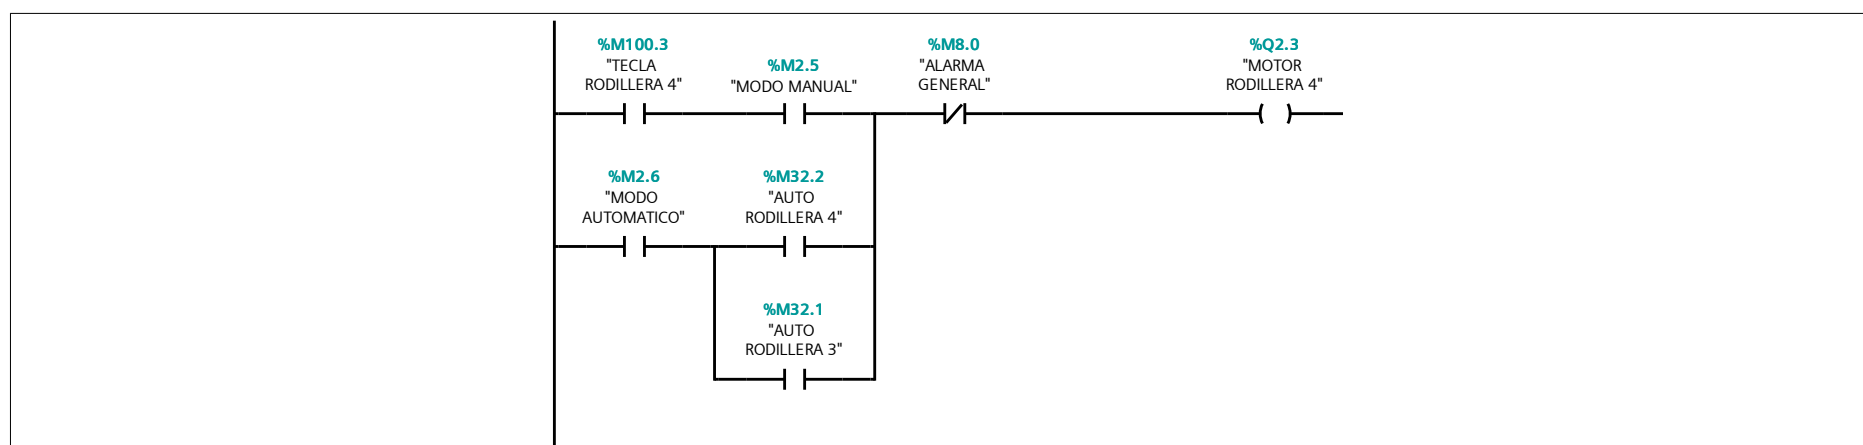 %M100.3
"TECLA
RODILLERA 4"
%M2.5
"MODO MANUAL"
%M8.0
"ALARMA
GENERAL"
%Q2.3
"MOTOR
RODILLERA 4"
%M2.6
"MODO
AUTOMATICO"
%M32.2
"AUTO
RODILLERA 4"
%M32.1
"AUTO
RODILLERA 3"